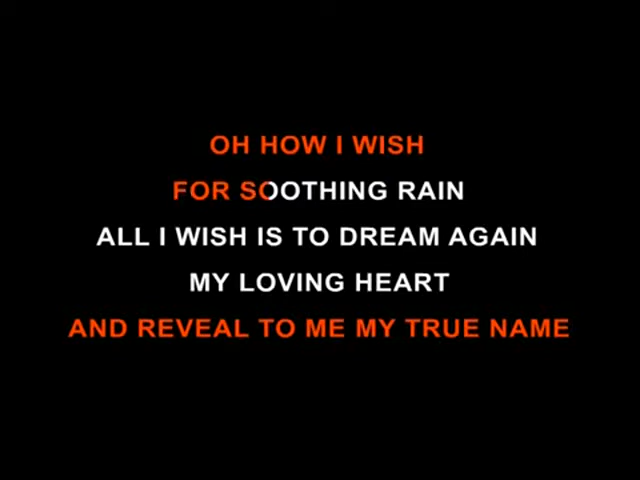 OH HOW I WISH
FOR SOOTHING RAIN
ALL I WISH IS TO DREAM AGAIN
MY LOVING HEART
AND REVEAL TO ME MY TRUE NAME